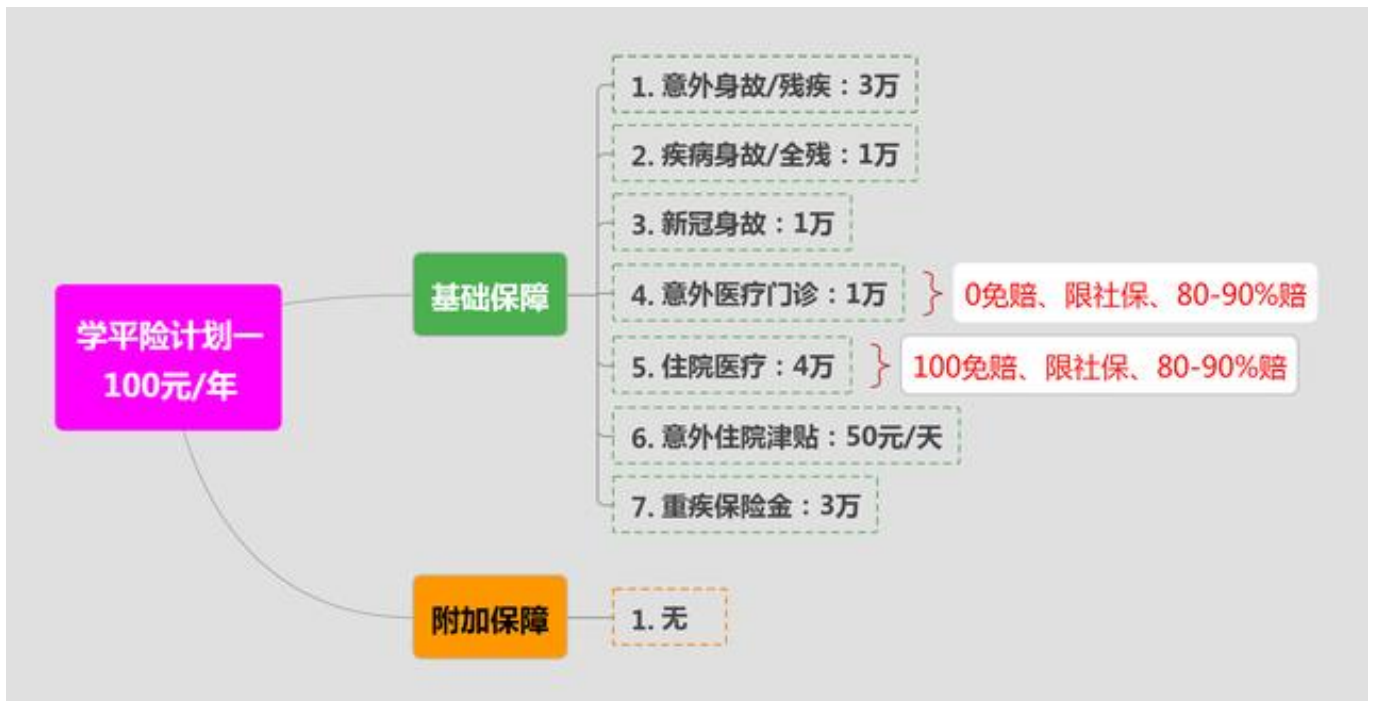 学平险计划一
100元/年
基础保障
1. 意外身故/残疾：3万
2. 疾病身故/全残：1万
3. 新冠身故：1万
4. 意外医疗门诊：1万
0免赔、限社保、80-90%赔
5. 住院医疗：4万
100免赔、限社保、80-90%赔
6. 意外住院津贴：50元/天
7. 重疾保险金：3万
附加保障
1. 无